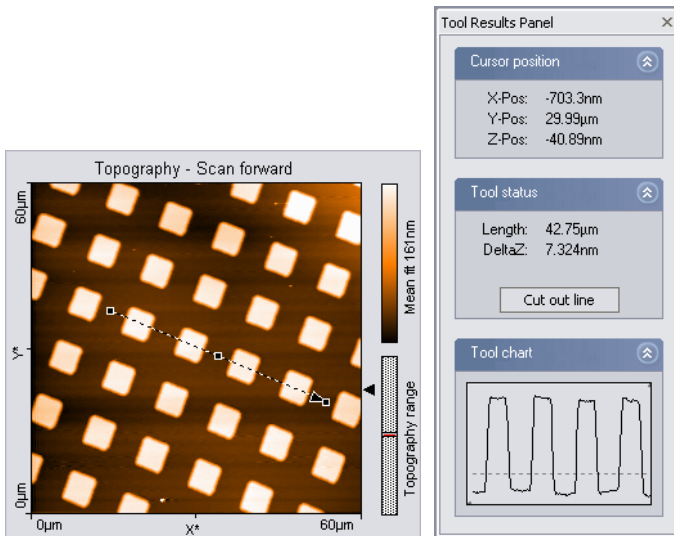 Topography - Scan forward
60µm
Y*
0µm
0µm
X*
60µm
Mean fit 161nm
Topography range
Tool Results Panel
Cursor position
X-Pos: -703.3nm
Y-Pos: 29.99µm
Z-Pos: -40.89nm
Tool status
Length: 42.75µm
DeltaZ: 7.324nm
Cut out line
Tool chart